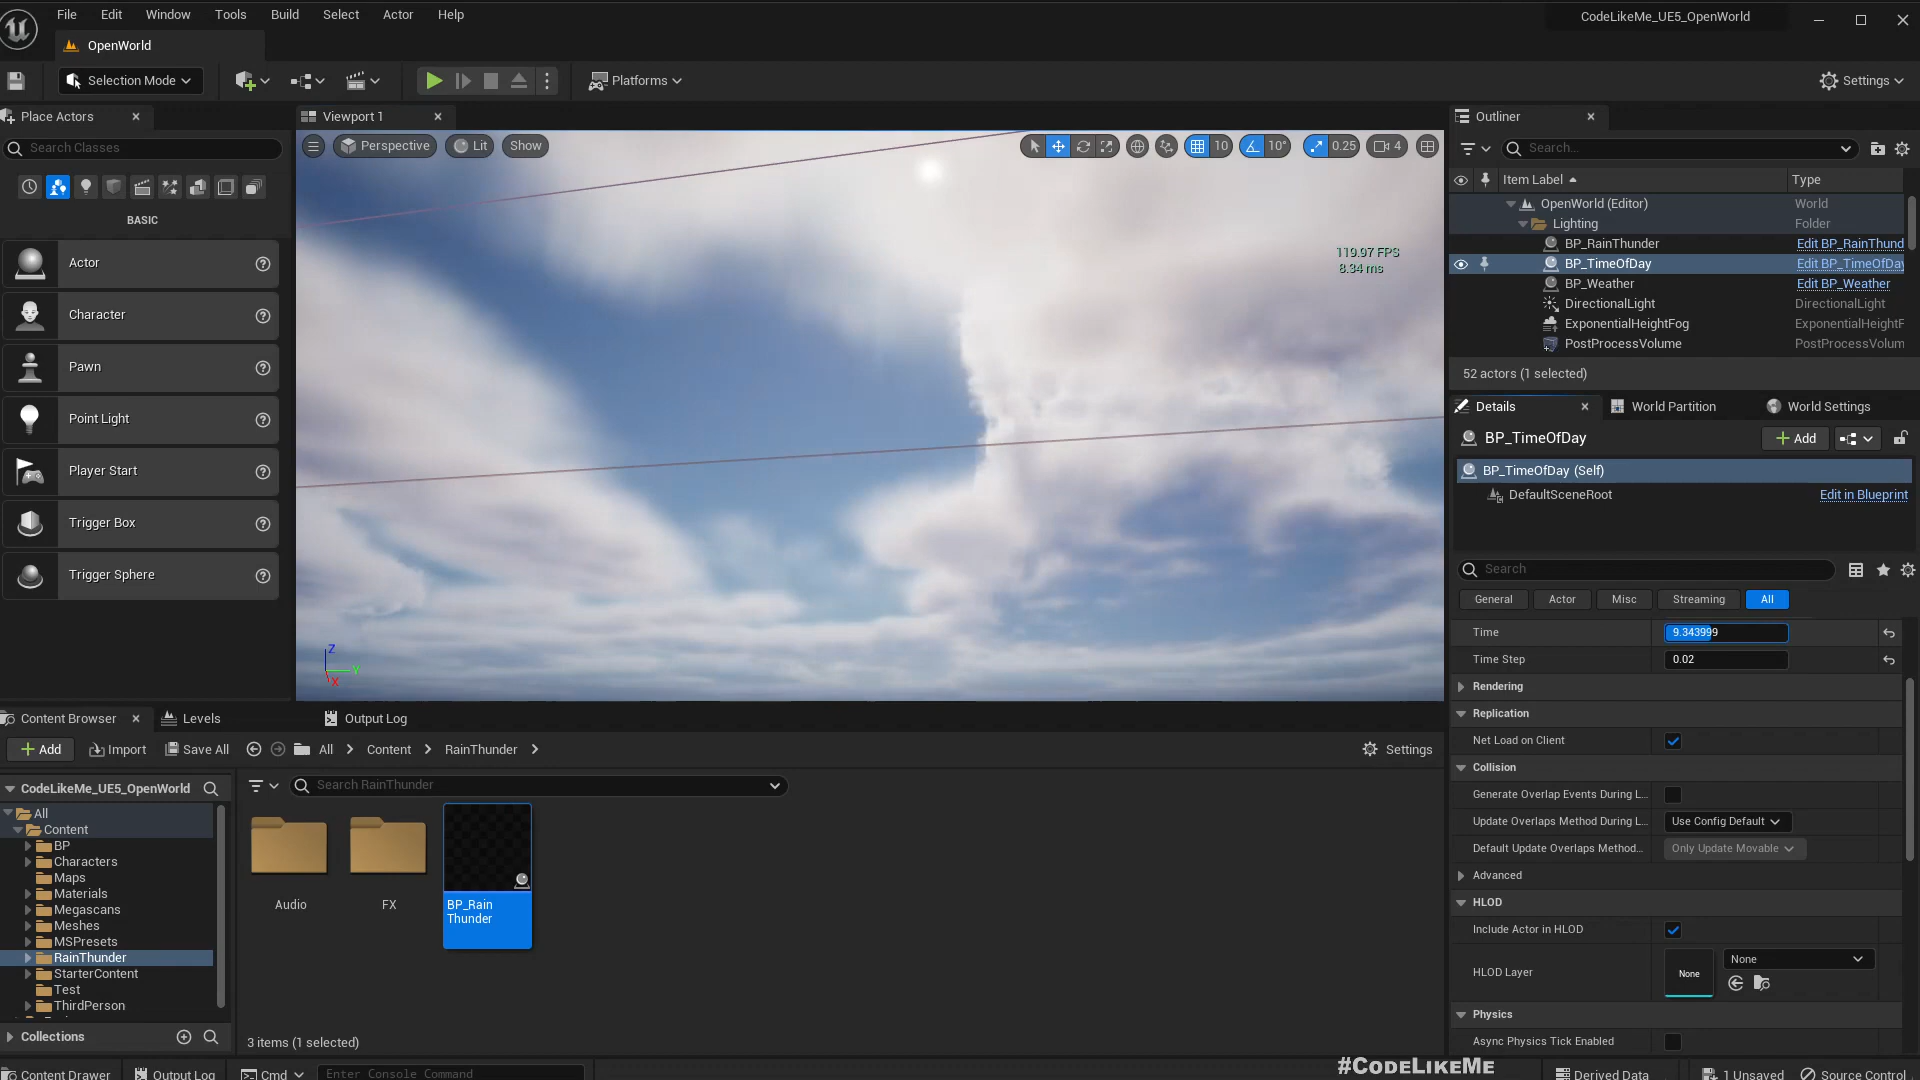 File Edit Window Tools Build Select Actor Help
CodeLikeMe_UE5_OpenWorld
OpenWorld
Selection Mode
Platforms
Settings
Place Actors
Search Classes
BASIC
Actor
Character
Pawn
Point Light
Player Start
Trigger Box
Trigger Sphere
Viewport 1
Perspective Lit Show
10 10° 0.25 4
119.97 FPS
8.34 ms
Z
Y
X
Outliner
Search...
Item Label Type
OpenWorld (Editor) World
Lighting Folder
BP_RainThunder Edit BP_RainThund
BP_TimeOfDay Edit BP_TimeOfDay
BP_Weather Edit BP_Weather
DirectionalLight DirectionalLight
ExponentialHeightFog ExponentialHeightF
PostProcessVolume PostProcessVolum
52 actors (1 selected)
Details World Partition World Settings
BP_TimeOfDay Add
BP_TimeOfDay (Self)
DefaultSceneRoot Edit in Blueprint
Search
General Actor Misc Streaming All
Time 9.343999
Time Step 0.02
Rendering
Replication
Net Load on Client
Collision
Generate Overlap Events During L...
Update Overlaps Method During L... Use Config Default
Default Update Overlaps Method... Only Update Movable
Advanced
HLOD
Include Actor in HLOD
HLOD Layer None None
Physics
Async Physics Tick Enabled
Content Browser Levels Output Log
Add Import Save All All Content RainThunder Settings
CodeLikeMe_UE5_OpenWorld
Search RainThunder
All
Content
BP
Characters
Maps
Materials
Megascans
Meshes
MSPresets
RainThunder
StarterContent
Test
ThirdPerson
Collections
Audio
FX
BP_Rain
Thunder
3 items (1 selected)
#CodeLikeMe
Content Drawer Output Log Cmd Enter Console Command
Derived Data 1 Unsaved Source Control